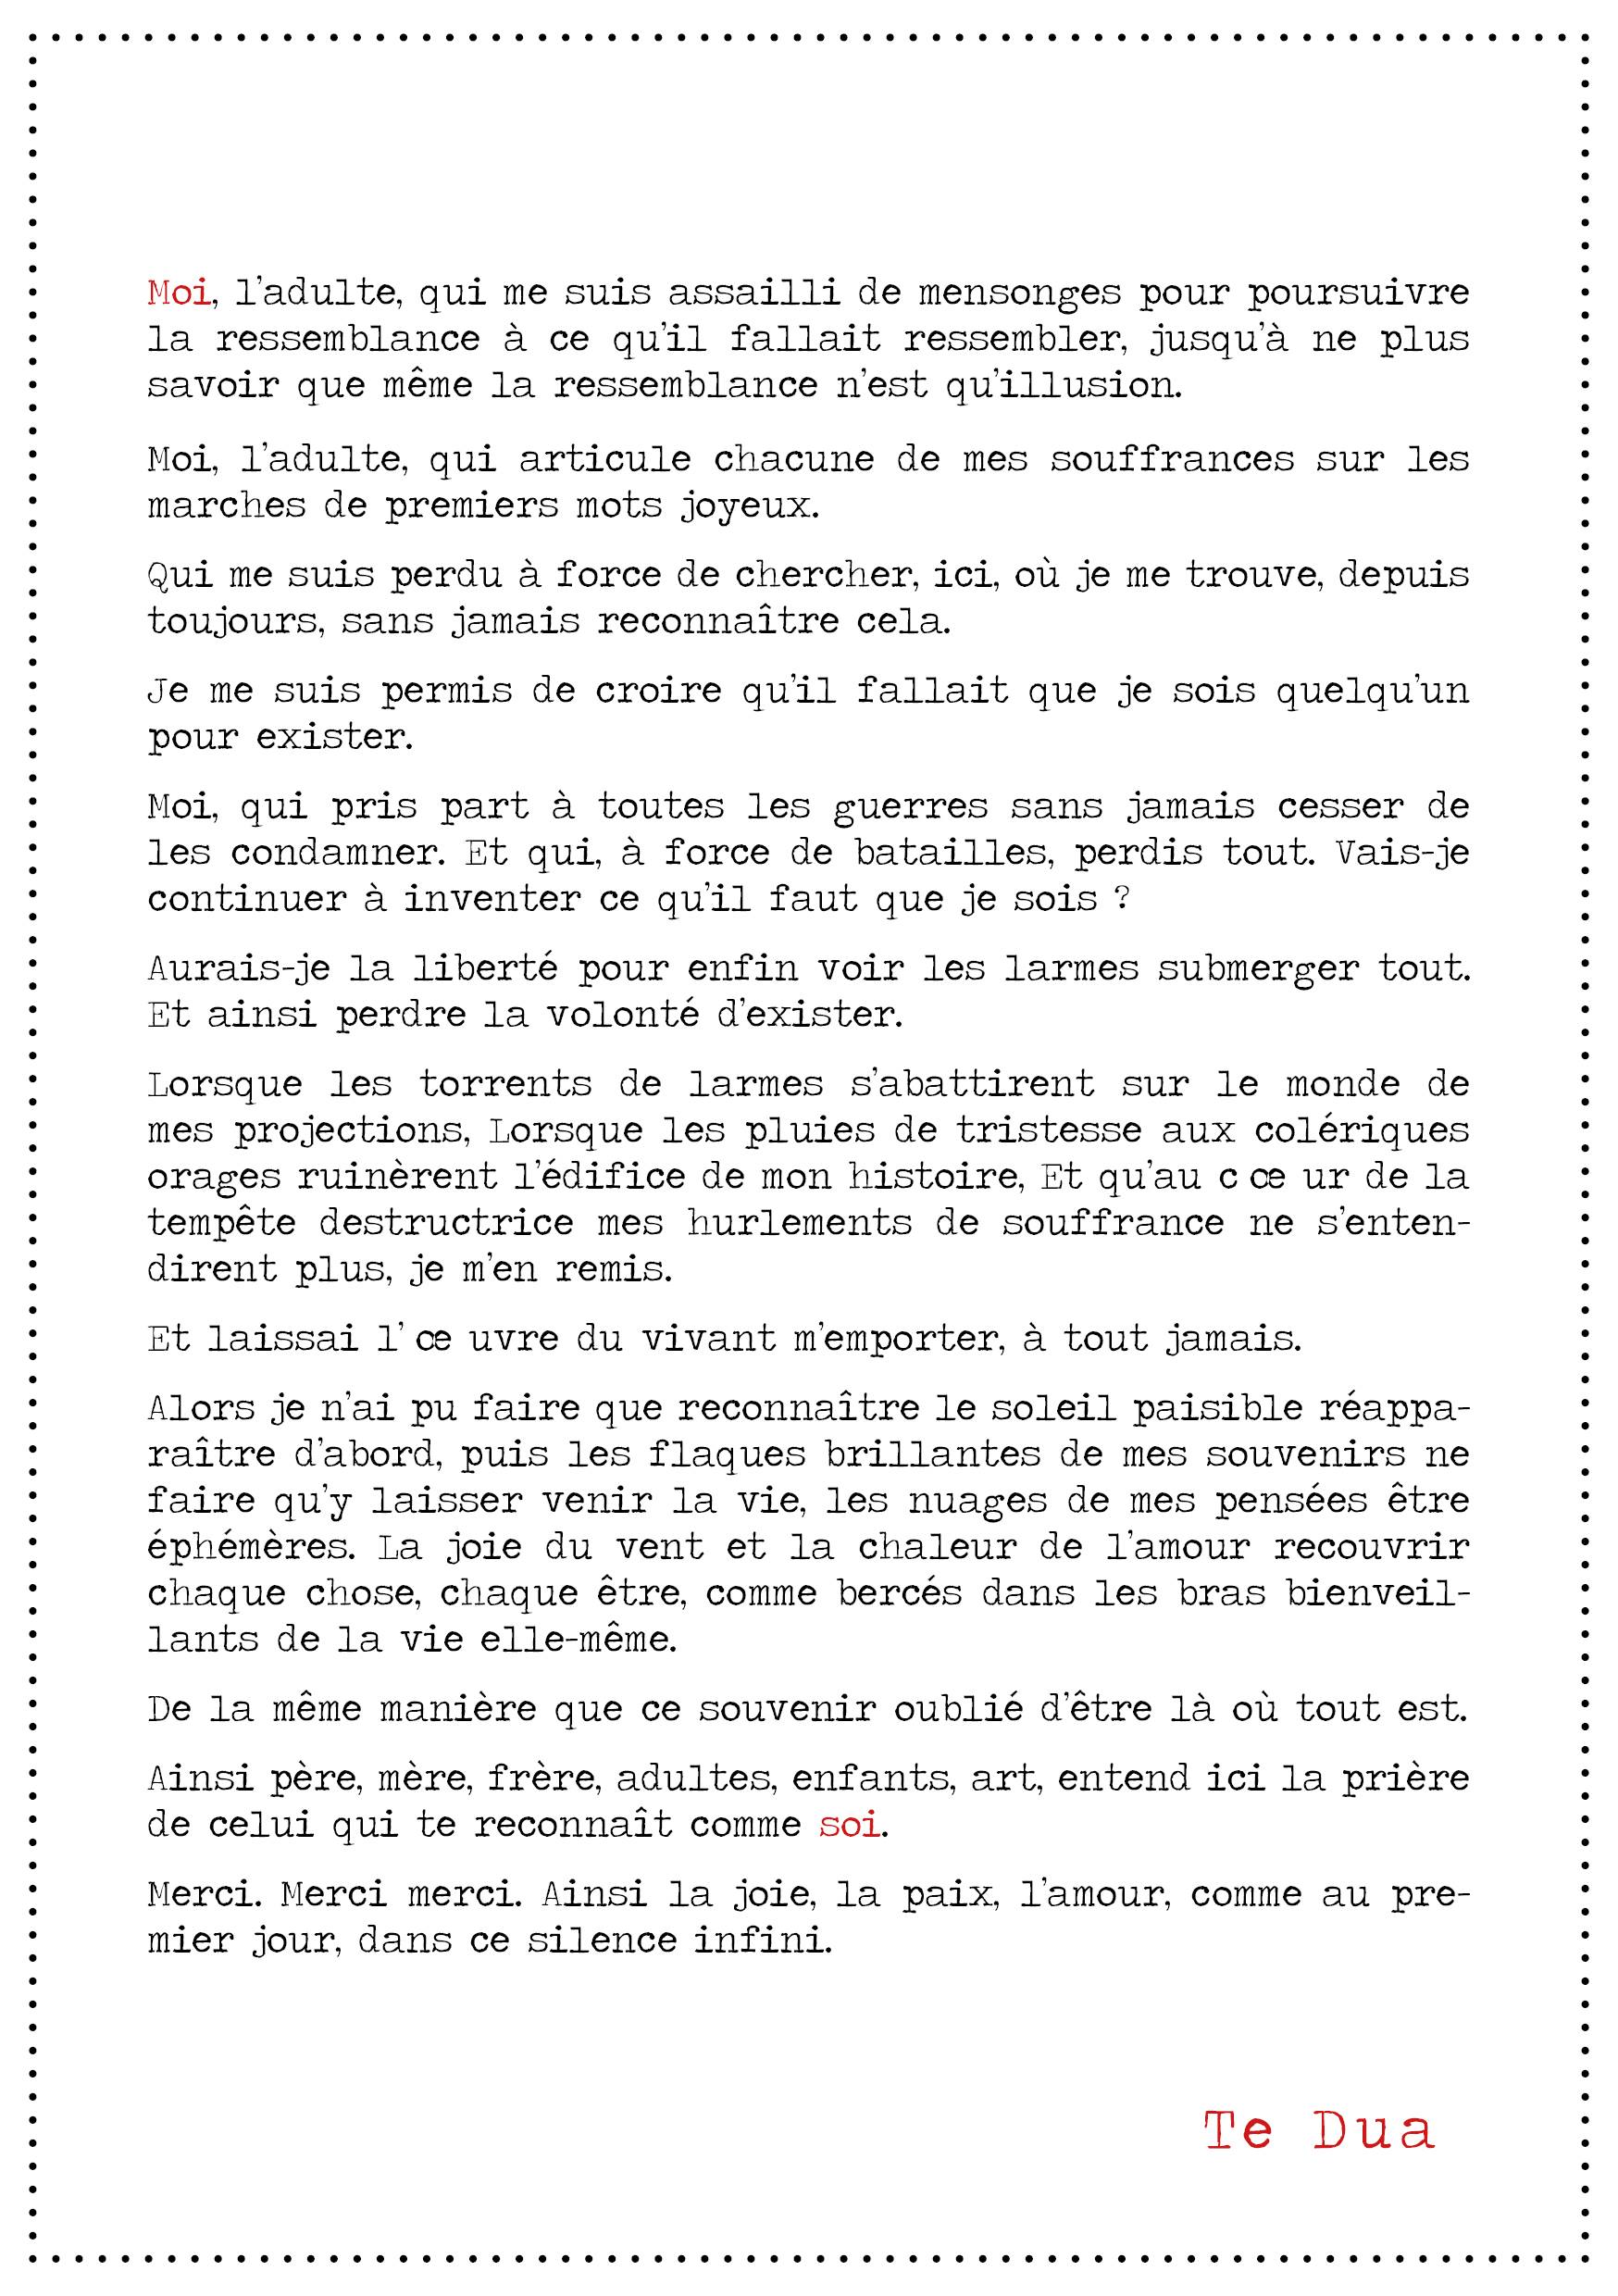 Moi, l'adulte, qui me suis assailli de mensonges pour poursuivre
la ressemblance à ce qu'il fallait ressembler, jusqu'à ne plus
savoir que même la ressemblance n'est qu'illusion.
Moi, l'adulte, qui articule chacune de mes souffrances sur les
marches de premiers mots joyeux.
Qui me suis perdu à force de chercher, ici, où je me trouve, depuis
toujours, sans jamais reconnaître cela.
Je me suis permis de croire qu'il fallait que je sois quelqu'un
pour exister.
Moi, qui pris part à toutes les guerres sans jamais cesser de
les condamner. Et qui, à force de batailles, perdis tout. Vais-je
continuer à inventer ce qu'il faut que je sois ?
Aurais-je la liberté pour enfin voir les larmes submerger tout.
Et ainsi perdre la volonté d'exister.
Lorsque les torrents de larmes s'abattirent sur le monde de
mes projections, Lorsque les pluies de tristesse aux colériques
orages ruinèrent l'édifice de mon histoire, Et qu'au c œ ur de la
tempête destructrice mes hurlements de souffrance ne s'enten-
dirent plus, je m'en remis.
Et laissai l' œ uvre du vivant m'emporter, à tout jamais.
Alors je n'ai pu faire que reconnaître le soleil paisible réappa-
raître d'abord, puis les flaques brillantes de mes souvenirs ne
faire qu'y laisser venir la vie, les nuages de mes pensées être
éphémères. La joie du vent et la chaleur de l'amour recouvrir
chaque chose, chaque être, comme bercés dans les bras bienveil-
lants de la vie elle-même.
De la même manière que ce souvenir oublié d'être là où tout est.
Ainsi père, mère, frère, adultes, enfants, art, entend ici la prière
de celui qui te reconnaît comme soi.
Merci. Merci merci. Ainsi la joie, la paix, l'amour, comme au pre-
mier jour, dans ce silence infini.
Te Dua